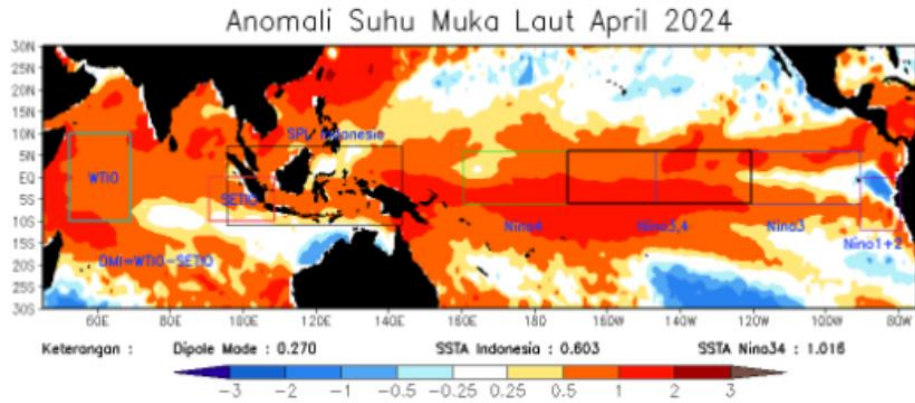 Anomali Suhu Muka Laut April 2024
30N
25N
20N
15N
10N
5N
EQ
5S
10S
15S
20S
25S
30S
SPL Indonesia
WTIO
SETIO
Nino4
Nino3,4
Nino3
Nino1+2
DMI=WTIO-SETIO
60E 80E 100E 120E 140E 160E 180 160W 140W 120W 100W 80W
Keterangan : Dipole Mode : 0.270 SSTA Indonesia : 0.603 SSTA Nino34 : 1.016
-3 -2 -1 -0.5 -0.25 0.25 0.5 1 2 3